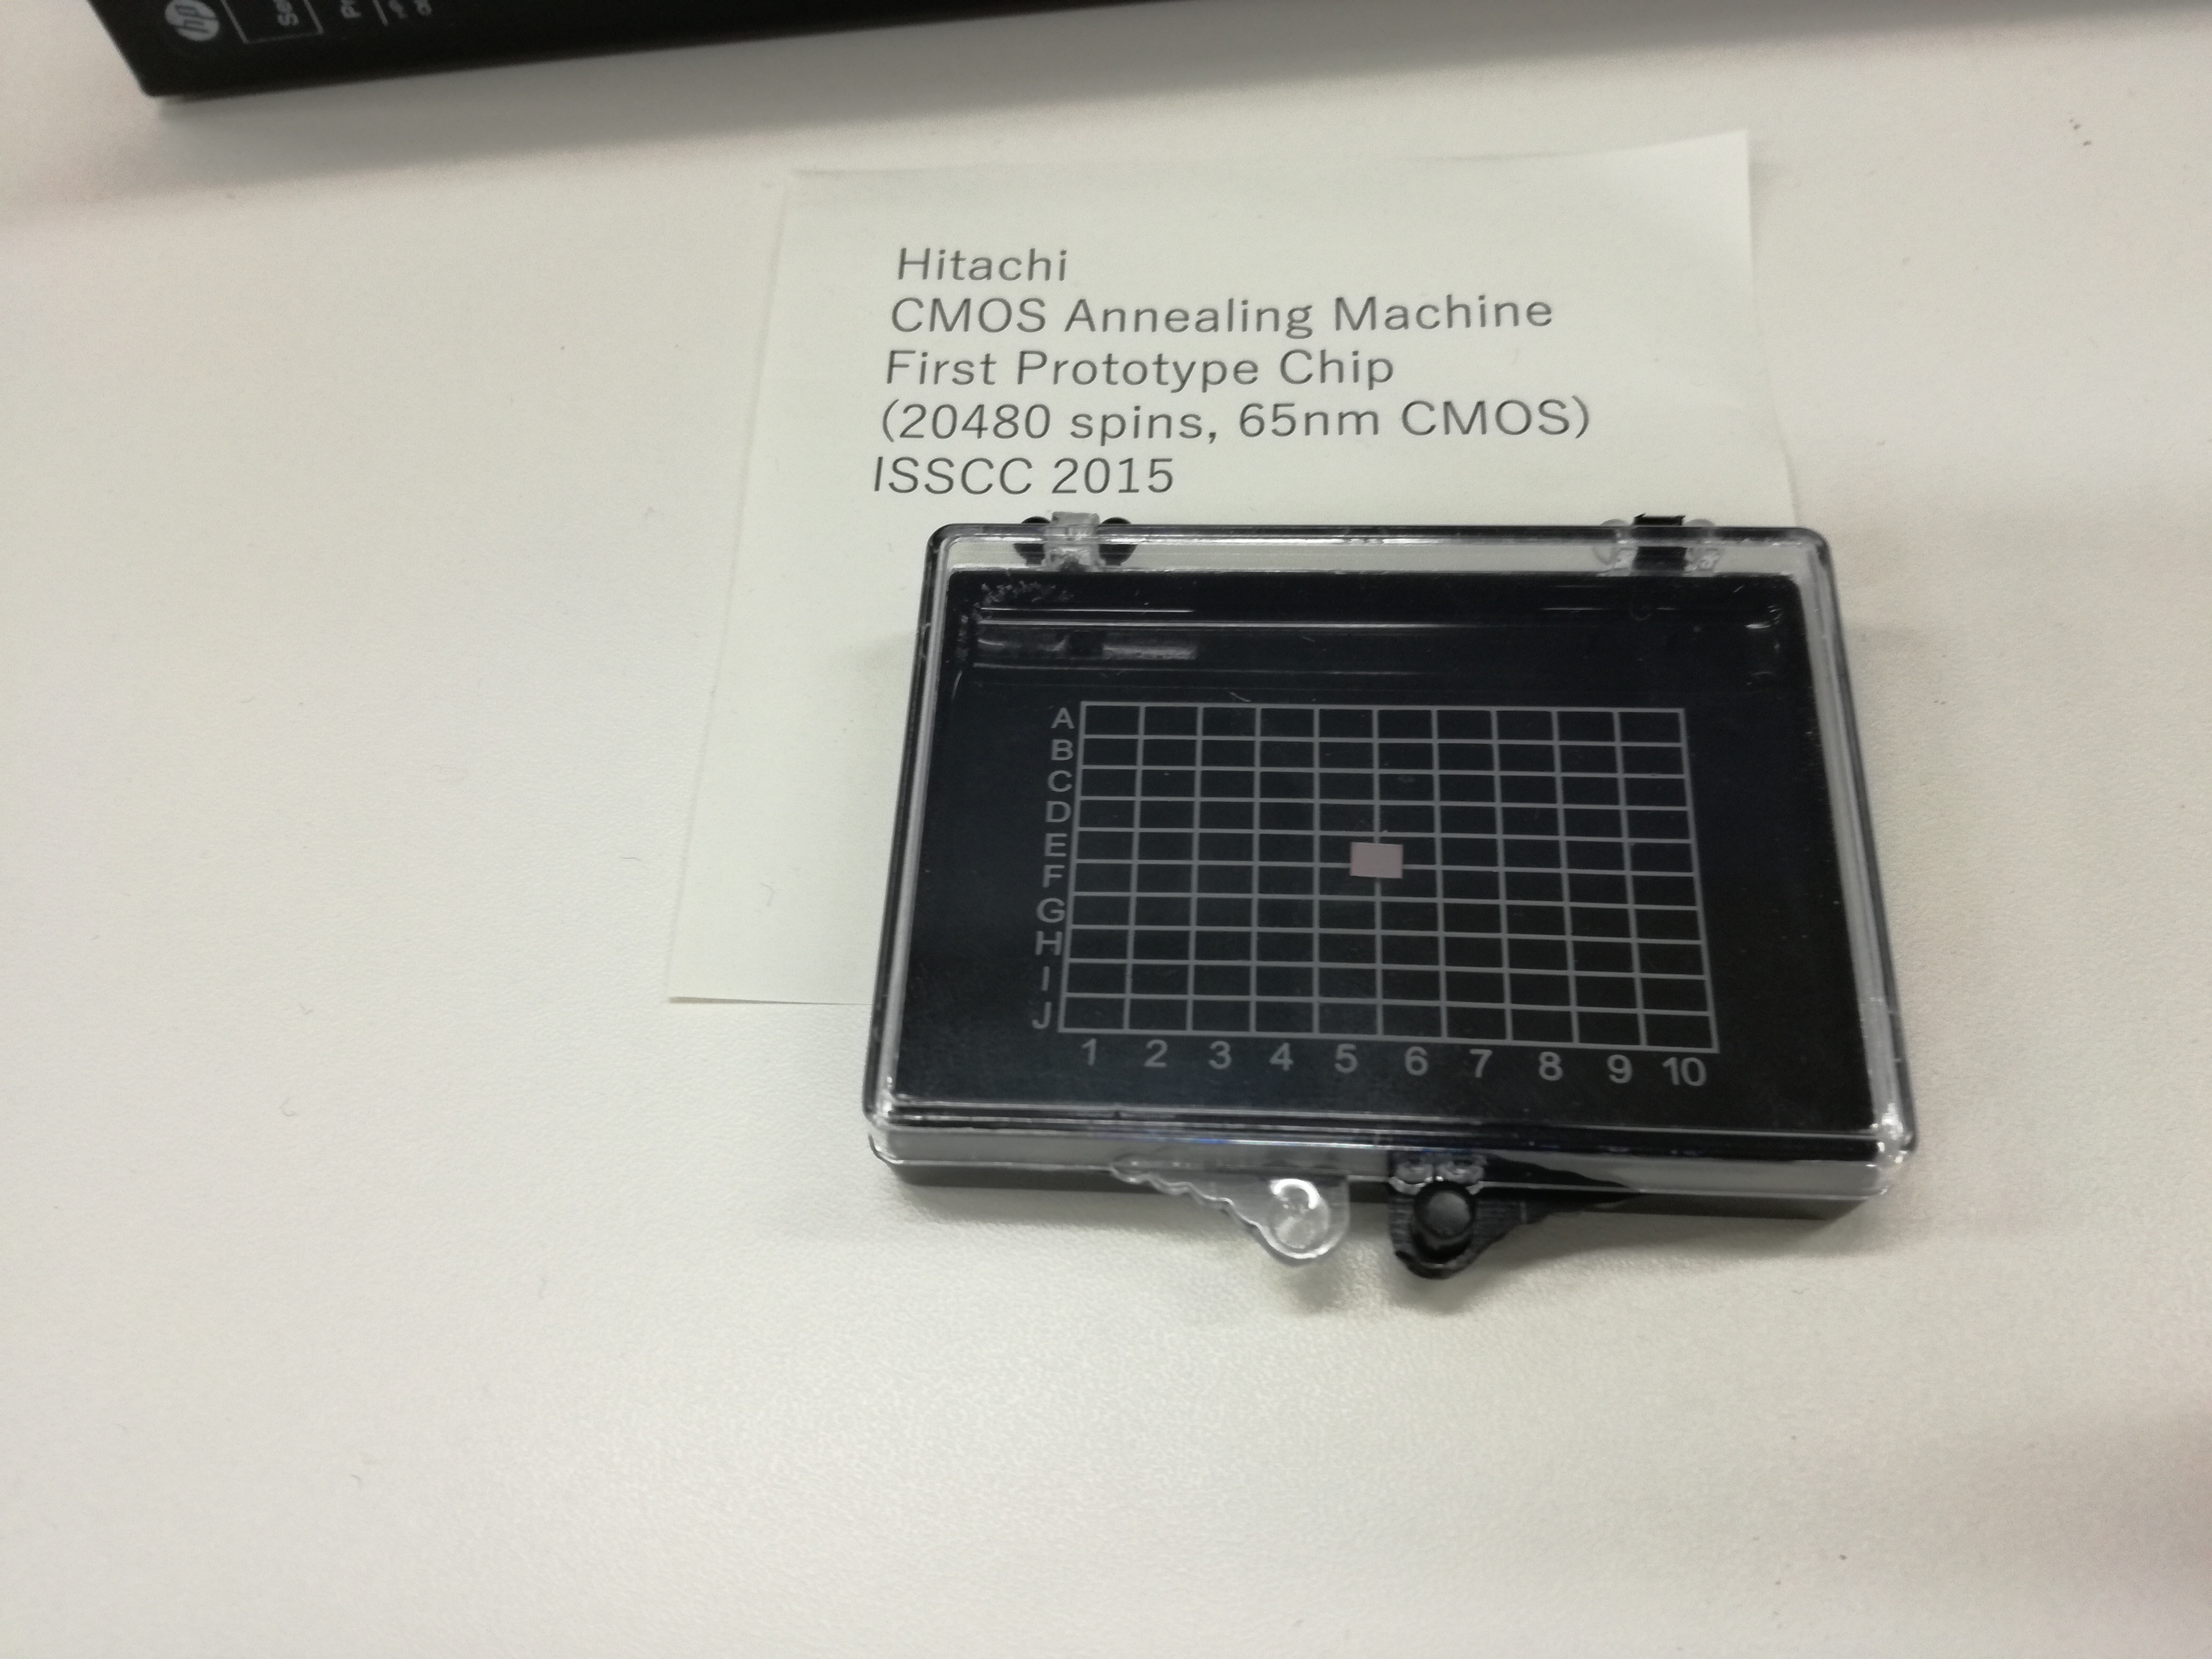 hp
Hitachi
CMOS Annealing Machine
First Prototype Chip
(20480 spins, 65nm CMOS)
ISSCC 2015
A
B
C
D
E
F
G
H
I
J
1 2 3 4 5 6 7 8 9 10